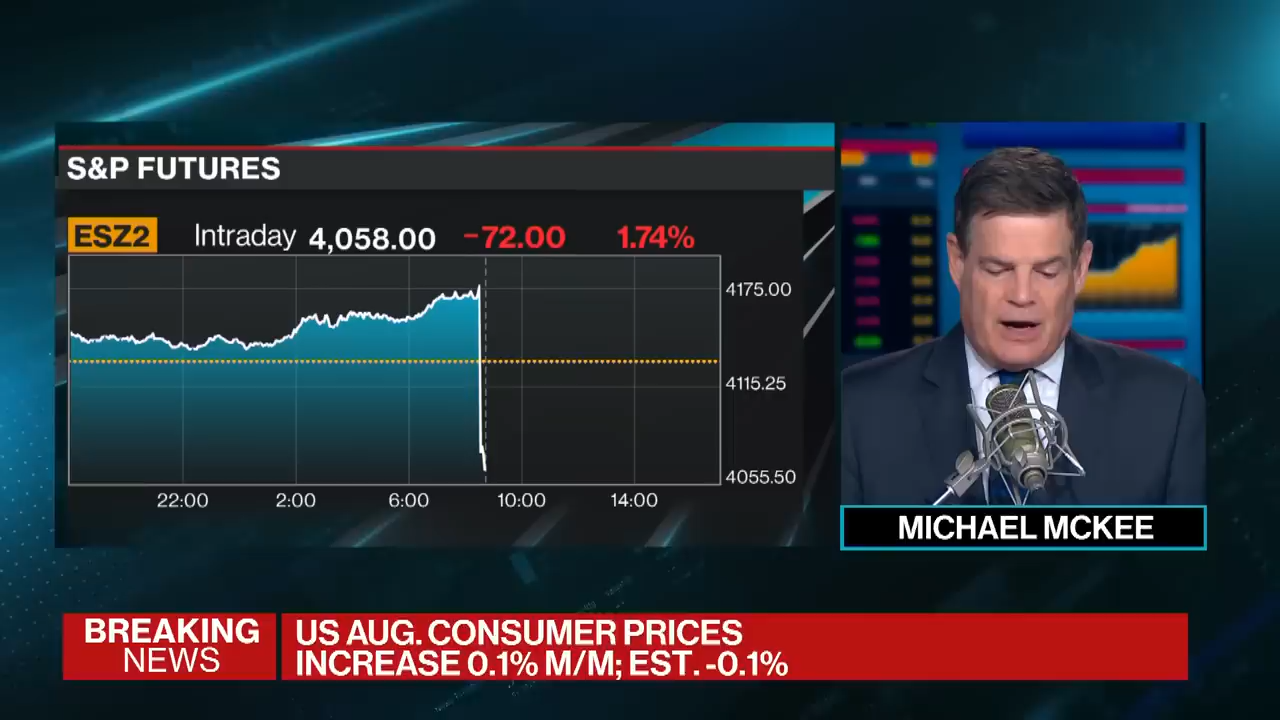 S&P FUTURES
ESZ2 Intraday 4,058.00 -72.00 1.74%
4175.00
4115.25
4055.50
22:00 2:00 6:00 10:00 14:00
MICHAEL MCKEE
BREAKING NEWS
US AUG. CONSUMER PRICES
INCREASE 0.1% M/M; EST. -0.1%